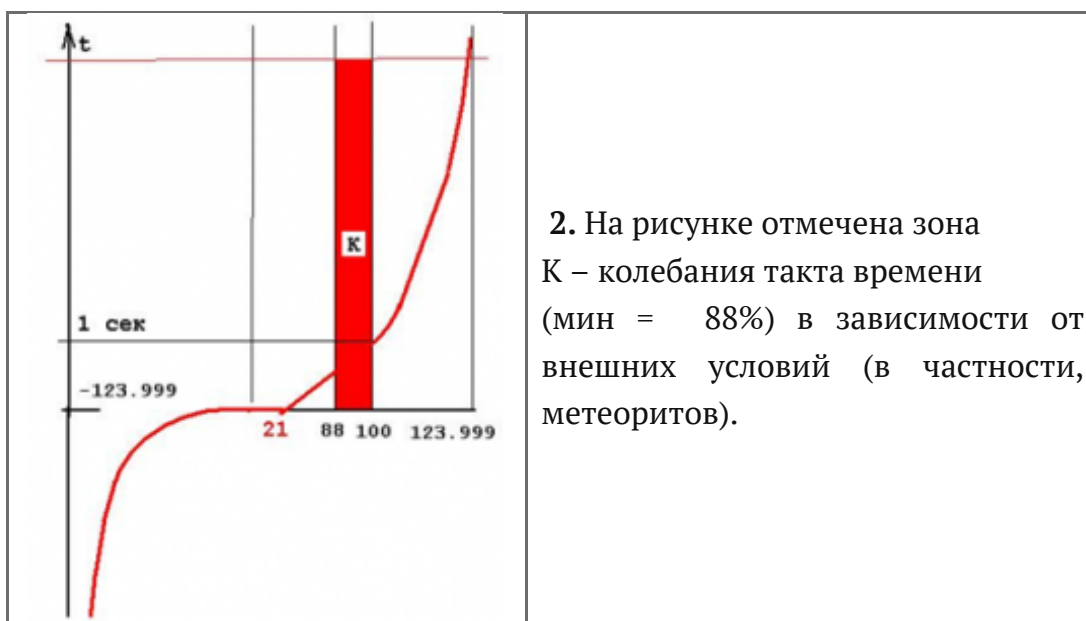 t
K
1 сек
-123.999
21 88 100 123.999
2. На рисунке отмечена зона
К – колебания такта времени
(мин = 88%) в зависимости от
внешних условий (в частности,
метеоритов).